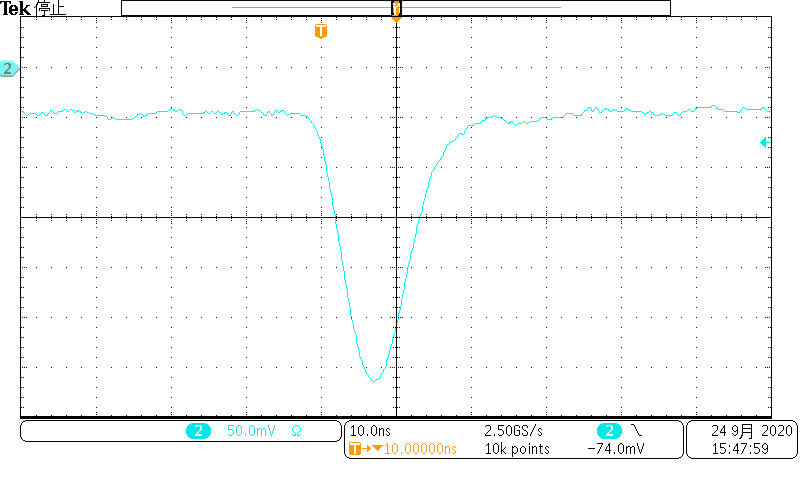 Tek 停止
T
T
2
2 50.0mV Ω
10.0ns 2.50GS/s 2 \
T→▼10.00000ns 10k points −74.0mV
24 9月 2020
15:47:59